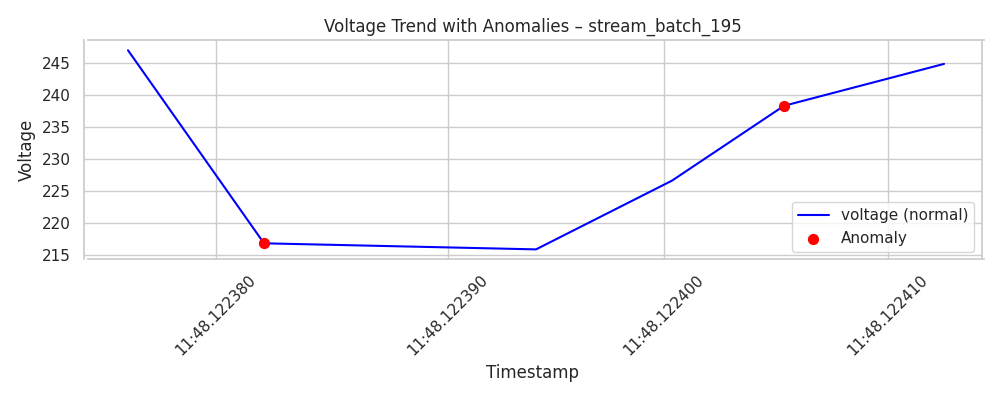 Voltage Trend with Anomalies – stream_batch_195
Voltage
245
240
235
230
225
220
215
voltage (normal)
Anomaly
11:48.122380
11:48.122390
11:48.122400
11:48.122410
Timestamp